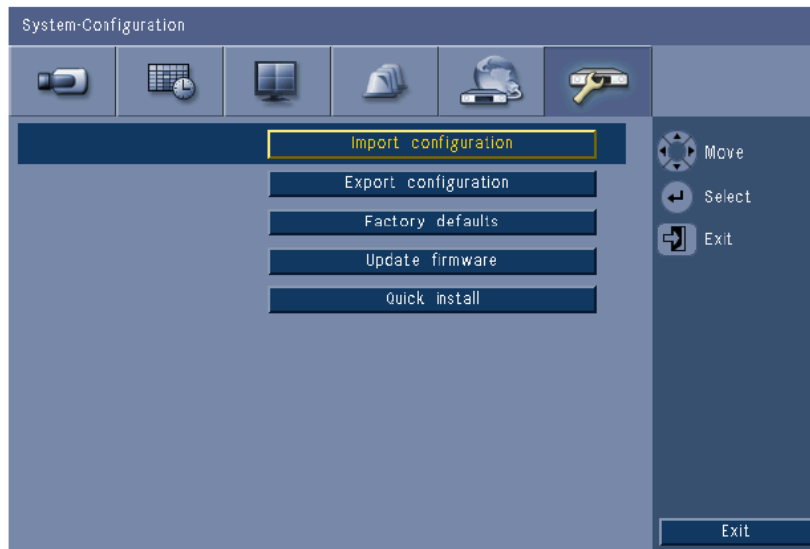 System-Configuration
Import configuration
Export configuration
Factory defaults
Update firmware
Quick install
Move
Select
Exit
Exit